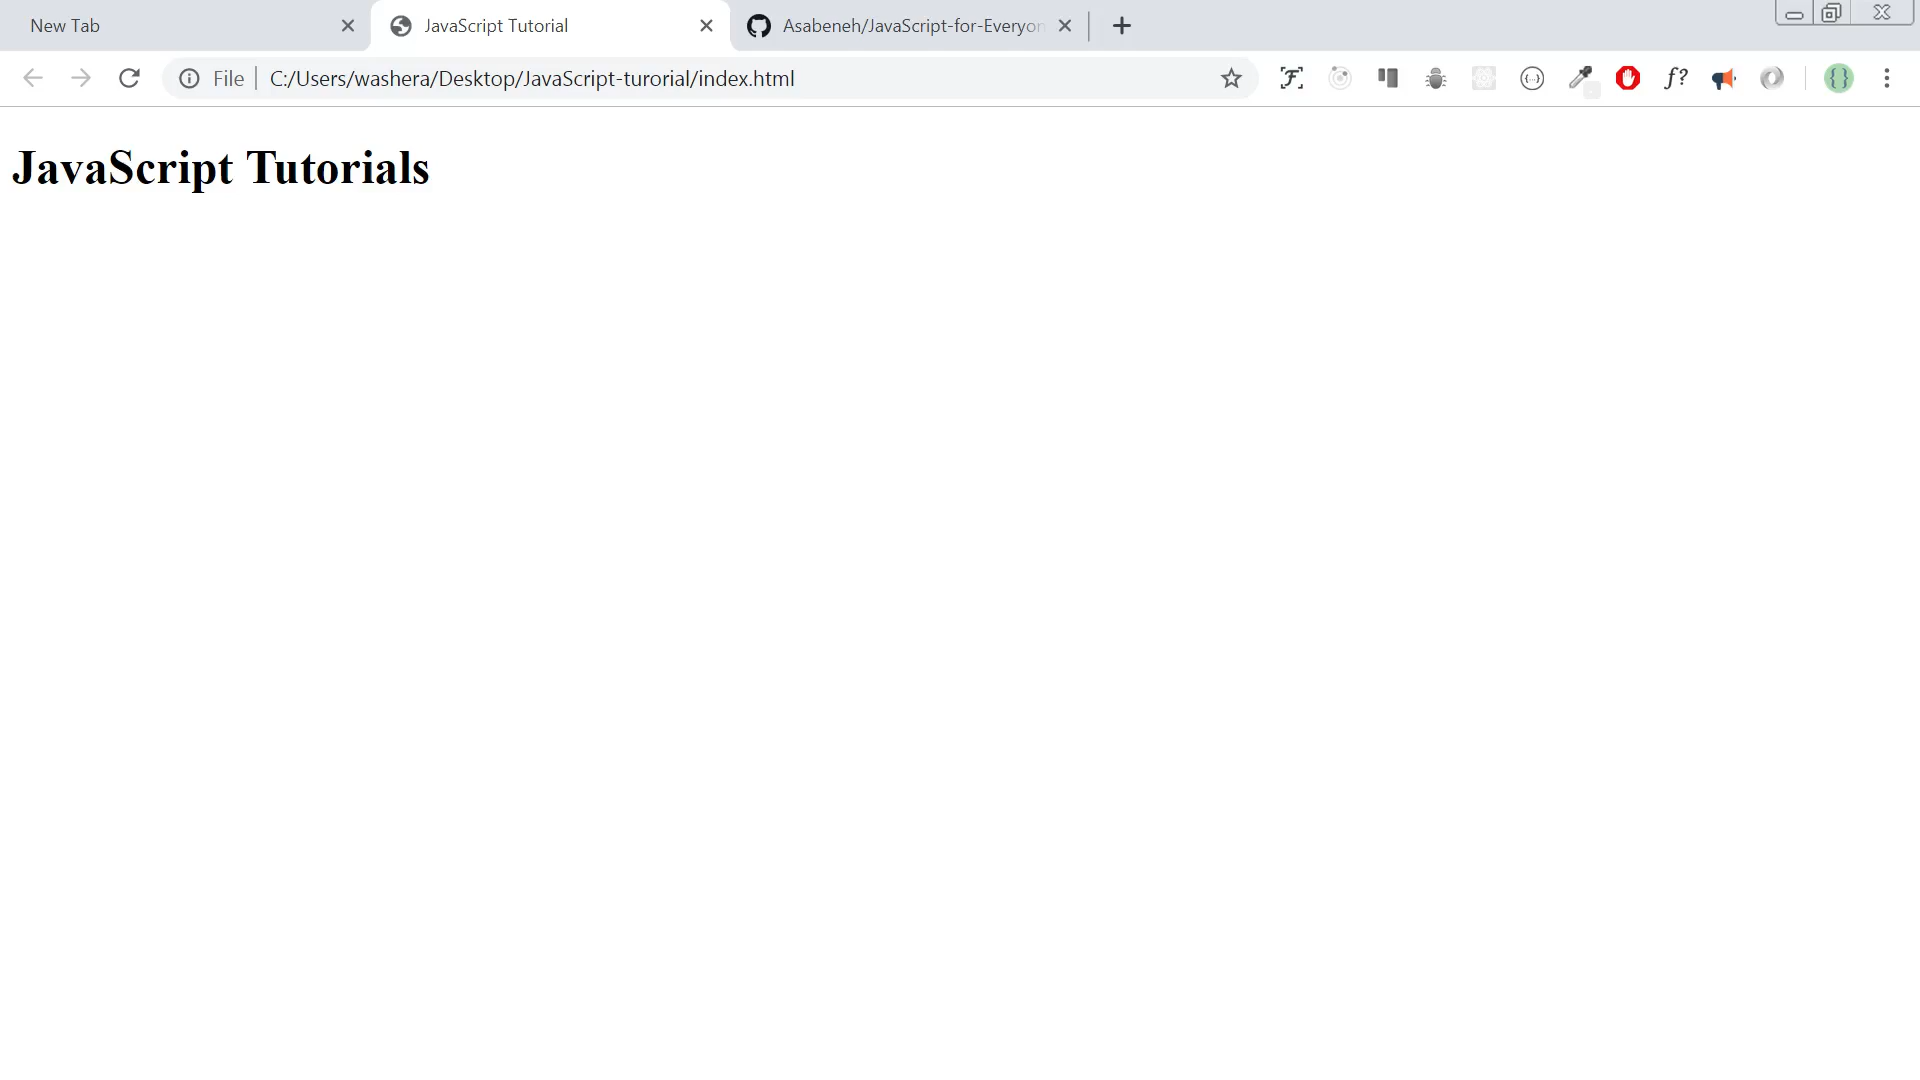 New Tab
JavaScript Tutorial
Asabeneh/JavaScript-for-Everyon
File
C:/Users/washera/Desktop/JavaScript-turorial/index.html
f?
JavaScript Tutorials